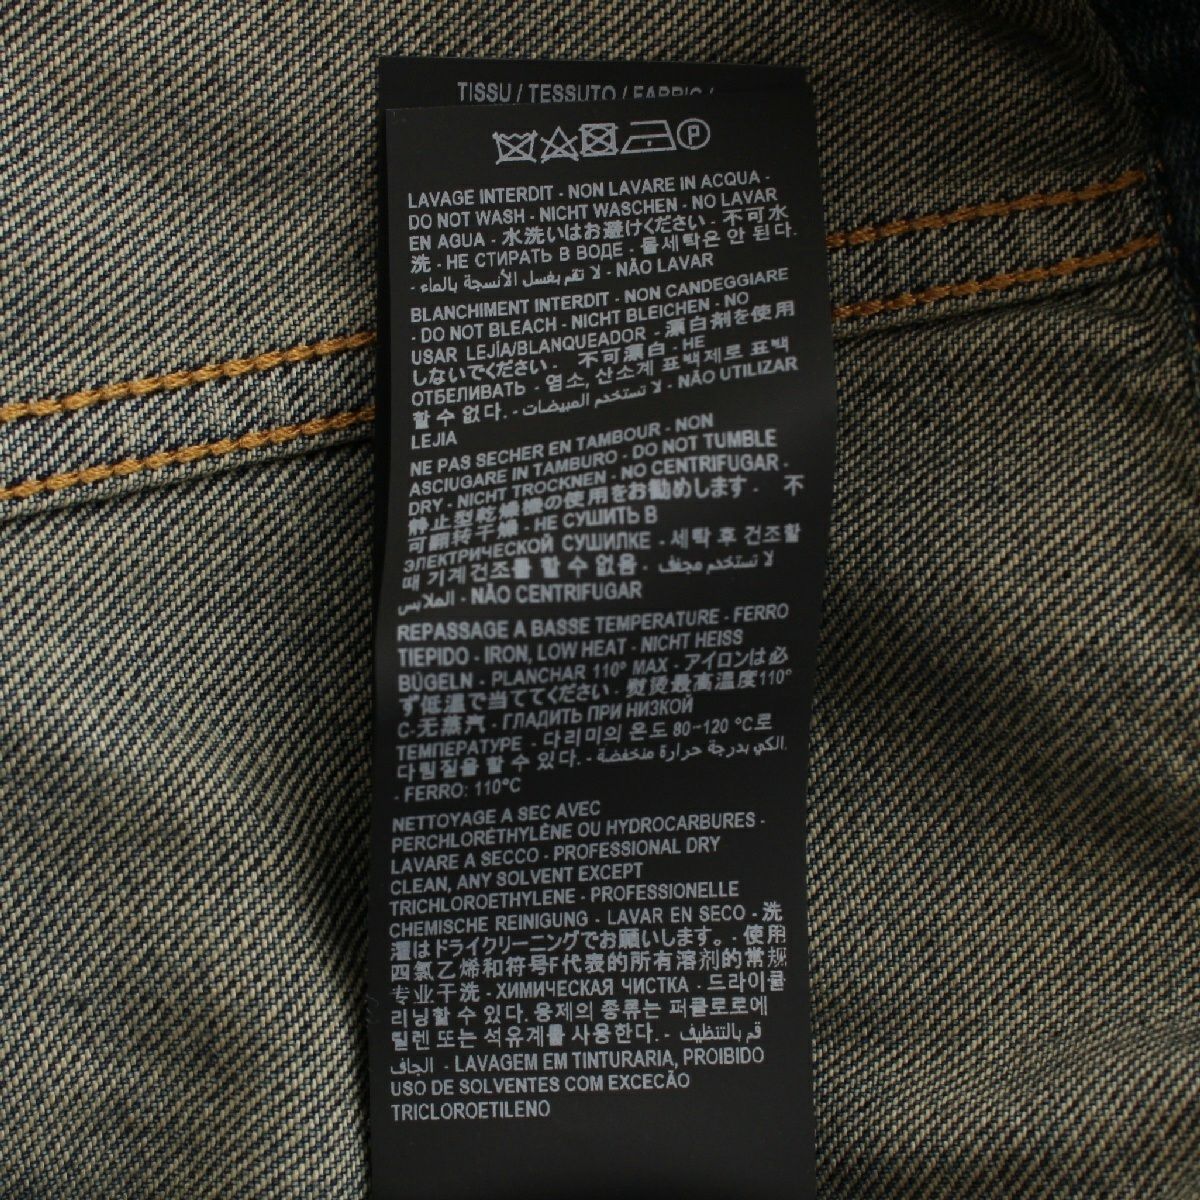 TISSU / TESSUTO / FABRIC /
P
LAVAGE INTERDIT - NON LAVARE IN ACQUA -
DO NOT WASH - NICHT WASCHEN - NO LAVAR
EN AGUA - 水洗いはお避けください - 不可水
洗 - НЕ СТИРАТЬ В ВОДЕ - 물세탁은 안 된다.
- لا تقم بغسل الأنسجة بالماء - NÃO LAVAR
BLANCHIMENT INTERDIT - NON CANDEGGIARE
- DO NOT BLEACH - NICHT BLEICHEN - NO
USAR LEJÍA/BLANQUEADOR - 漂白剤を使用
しないでください. 不可漂白 - НЕ
ОТБЕЛИВАТЬ - 염소, 산소계 표백제로 표백
할 수 없다. - لا تستخدم المبيضات - NÃO UTILIZAR
LEJIA
NE PAS SECHER EN TAMBOUR - NON
ASCIUGARE IN TAMBURO - DO NOT TUMBLE
DRY - NICHT TROCKNEN - NO CENTRIFUGAR -
静止型乾燥機の使用をお勧めします. 不
可翻转干燥 - НЕ СУШИТЬ В
ЭЛЕКТРИЧЕСКОЙ СУШИЛКЕ - 세탁 후 건조할
때 기계건조를 할 수 없음 - لا تستخدم مجفف
الملابس - NÃO CENTRIFUGAR
REPASSAGE A BASSE TEMPERATURE - FERRO
TIEPIDO - IRON, LOW HEAT - NICHT HEISS
BÜGELN - PLANCHAR 110º MAX - アイロンは必
ず低温で当ててください - 熨烫最高温度110°
C-无蒸汽 - ГЛАДИТЬ ПРИ НИЗКОЙ
ТЕМПЕРАТУРЕ - 다리미의 온도 80~120 °C로
다림질을 할 수 있다. - الكي بدرجة حرارة منخفضة
- FERRO: 110°C
NETTOYAGE A SEC AVEC
PERCHLORÉTHYLÈNE OU HYDROCARBURES -
LAVARE A SECCO - PROFESSIONAL DRY
CLEAN, ANY SOLVENT EXCEPT
TRICHLOROETHYLENE - PROFESSIONELLE
CHEMISCHE REINIGUNG - LAVAR EN SECO - 洗
濯はドライクリーニングでお願いします。- 使用
四氯乙烯和符号F代表的所有溶剂的常规
专业干洗 - ХИМИЧЕСКАЯ ЧИСТКА - 드라이클
리닝할 수 있다. 용제의 종류는 퍼클로로에
틸렌 또는 석유계를 사용한다. - قم بالتنظيف
الجاف - LAVAGEM EM TINTURARIA, PROIBIDO
USO DE SOLVENTES COM EXCECÃO
TRICLOROETILENO